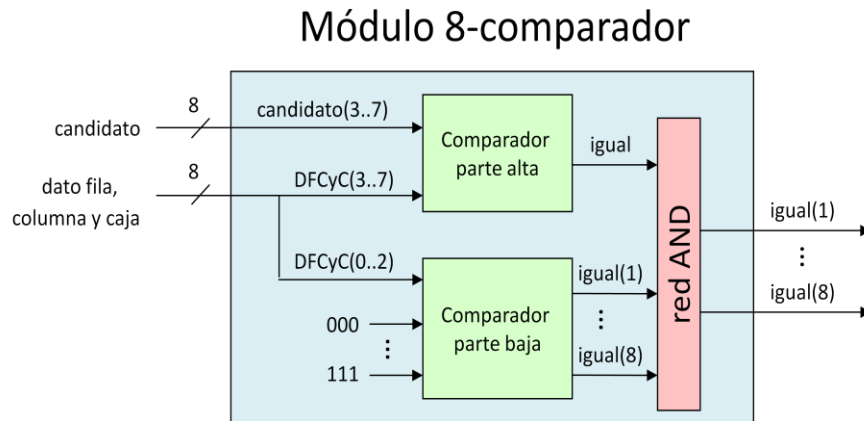 Módulo 8-comparador
8
candidato
candidato(3..7)
Comparador
parte alta
igual
8
dato fila,
columna y caja
DFCyC(3..7)
DFCyC(0..2)
000
⋮
111
Comparador
parte baja
igual(1)
⋮
igual(8)
red AND
igual(1)
⋮
igual(8)